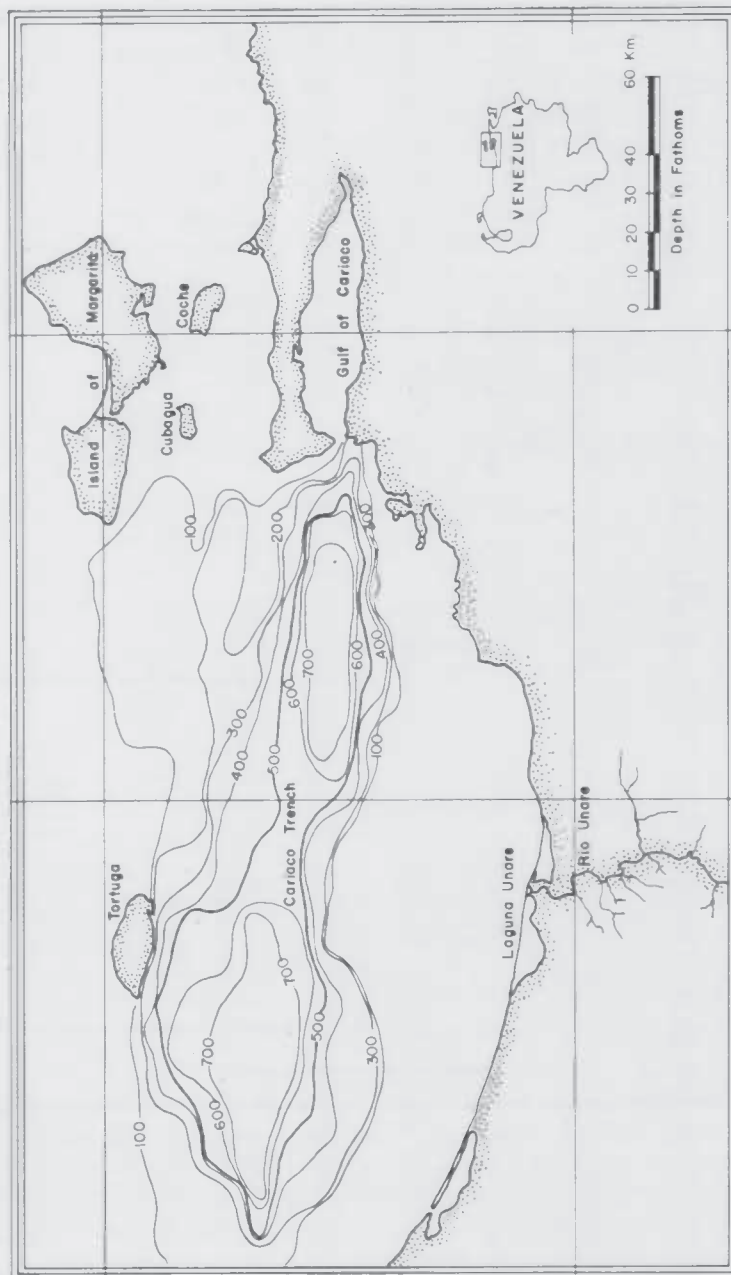 Island of Margarita
Tortuga
Cubagua
Coche
100
100
300
400
200
600
700
700
500
600
700
600
Cariaco Trench
500
300
100
400
Gulf of Cariaco
Laguna Unare
Rio Unare
VENEZUELA
0 10 20 30 40 60 Km.
Depth in Fathoms